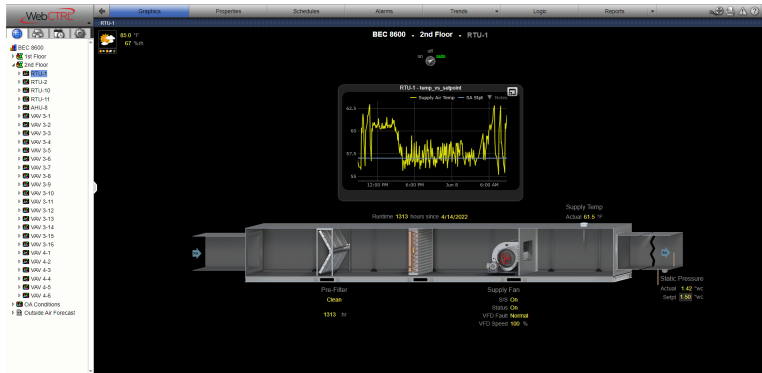 WebCTRL
Graphics
Properties
Schedules
Alarms
Trends
Logic
Reports
RTU-1
BEC 8600
1st Floor
2nd Floor
RTU-1
RTU-2
RTU-10
RTU-11
AHU-8
VAV 3-1
VAV 3-2
VAV 3-3
VAV 3-4
VAV 3-5
VAV 3-6
VAV 3-7
VAV 3-8
VAV 3-9
VAV 3-10
VAV 3-11
VAV 3-12
VAV 3-13
VAV 3-14
VAV 3-15
VAV 3-16
VAV 4-1
VAV 4-2
VAV 4-3
VAV 4-4
VAV 4-5
VAV 4-6
OA Conditions
Outside Air Forecast
85.0 °F
67 %rh
BEC 8600 - 2nd Floor - RTU-1
off
on auto
RTU-1 - temp_vs_setpoint
Supply Air Temp SA Stpt Notes
62.5
60
57.5
55
12:00 PM 6:00 PM Jun 8 6:00 AM
Supply Temp
Actual 61.5 °F
Runtime 1313 hours since 4/14/2022
Pre-Filter
Clean
1313 hr
Supply Fan
S/S On
Status On
VFD Fault Normal
VFD Speed 100 %
Static Pressure
Actual 1.42 "wc
Setpt 1.50 "wc